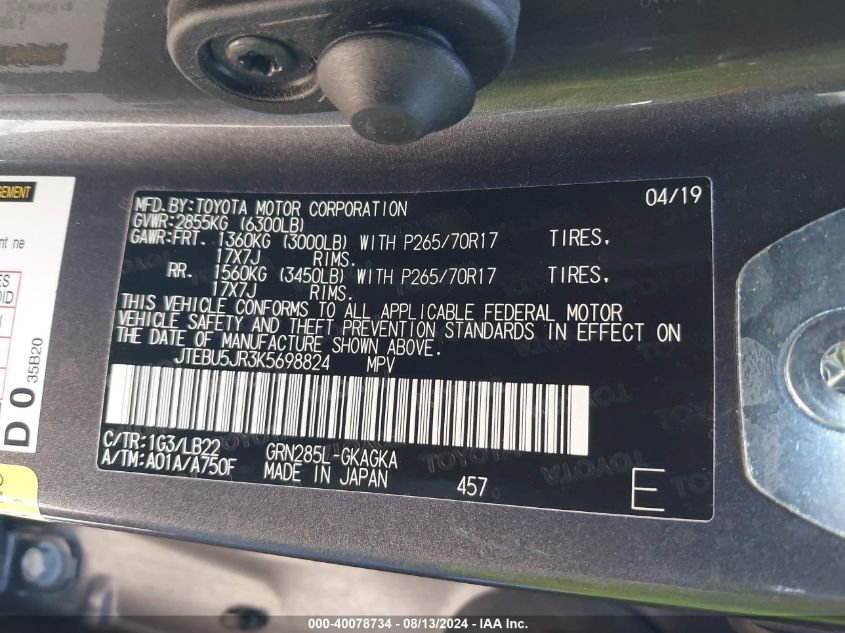 MFD. BY:TOYOTA MOTOR CORPORATION 04/19
GVWR:2855KG (6300LB)
GAWR:FRT. 1360KG (3000LB) WITH P265/70R17 TIRES,
17X7J RIMS.
RR. 1560KG (3450LB) WITH P265/70R17 TIRES,
17X7J RIMS.
THIS VEHICLE CONFORMS TO ALL APPLICABLE FEDERAL MOTOR
VEHICLE SAFETY AND THEFT PREVENTION STANDARDS IN EFFECT ON
THE DATE OF MANUFACTURE SHOWN ABOVE.
JTEBU5JR3K5698824 MPV
C/TR:1G3/LB22 GRN285L-GKAGKA
A/TM:A01A/A750F MADE IN JAPAN 457 E
35B20
D 0
000-40078734 - 08/13/2024 - IAA Inc.